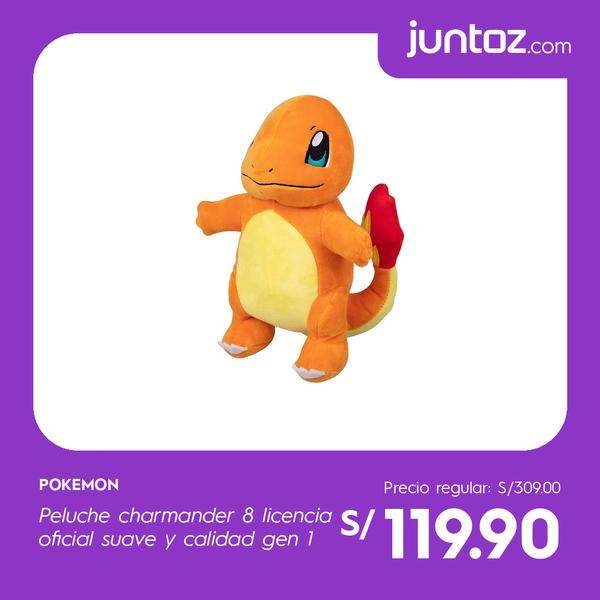 juntoz.com
POKEMON
Peluche charmander 8 licencia
oficial suave y calidad gen 1
Precio regular: S/309.00
S/119.90